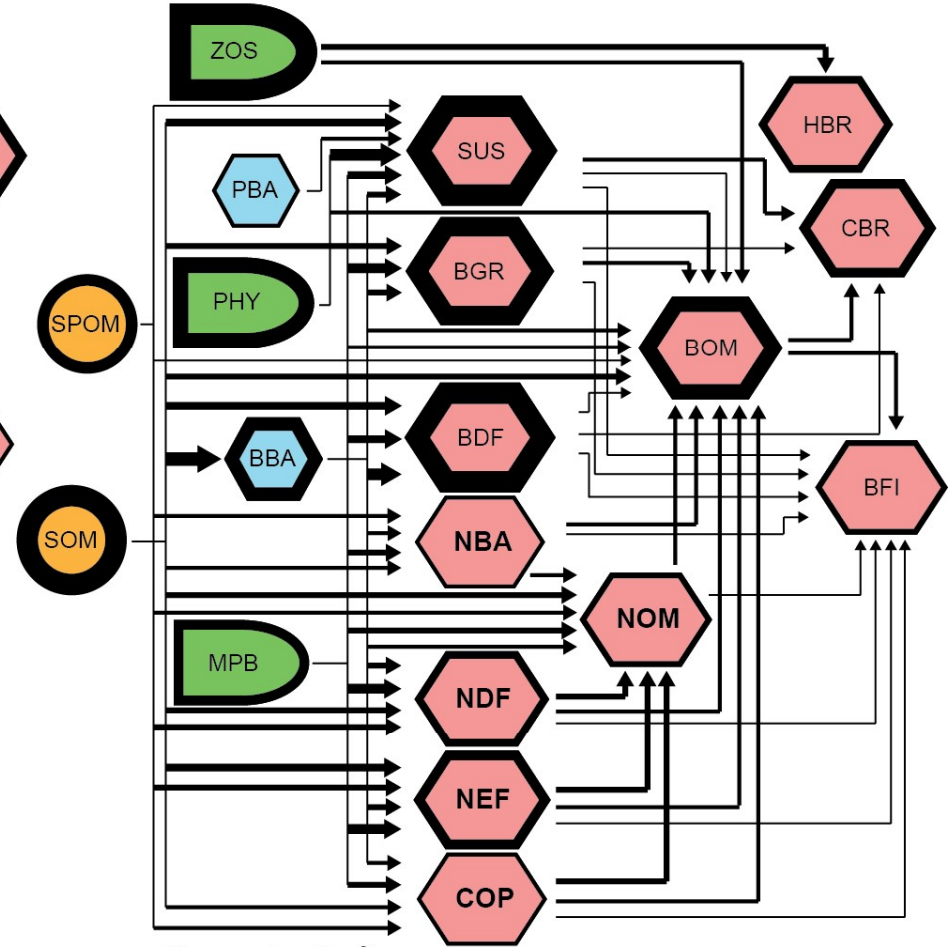 ZOS
HBR
SUS
PBA
CBR
BGR
PHY
SPOM
BOM
BDF
BBA
BFI
SOM
NBA
NOM
MPB
NDF
NEF
COP